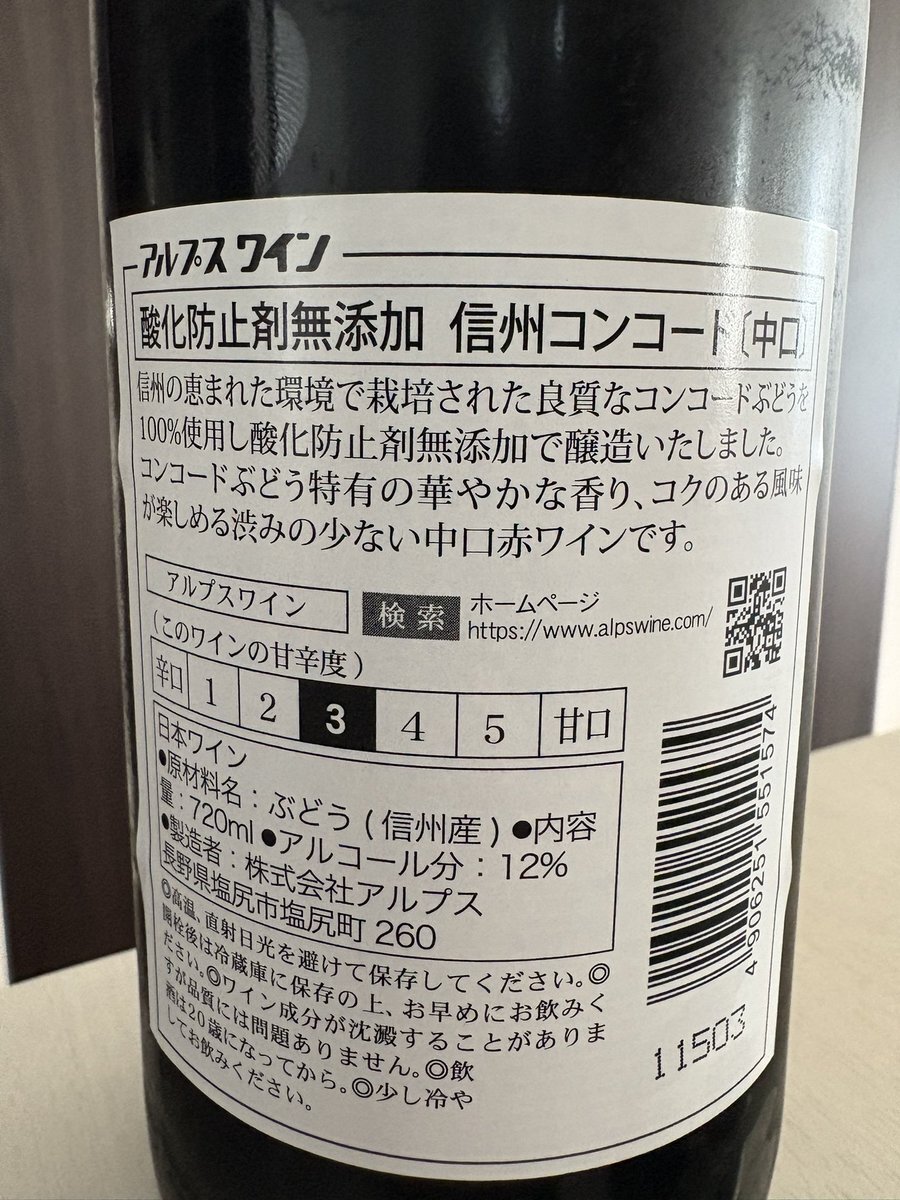 アルプス ワイン
酸化防止剤無添加 信州コンコード〔中口〕
信州の恵まれた環境で栽培された良質なコンコードぶどうを
100%使用し酸化防止剤無添加で醸造いたしました。
コンコードぶどう特有の華やかな香り、コクのある風味
が楽しめる渋みの少ない中口赤ワインです。
アルプスワイン 検索 ホームページ
https://www.alpswine.com/
(このワインの甘辛度)
辛口 1 2 3 4 5 甘口
日本ワイン
●原材料名：ぶどう(信州産)●内容
量：720ml ●アルコール分：12%
●製造者：株式会社アルプス
長野県塩尻市塩尻町 260
◎高温、直射日光を避けて保存してください。◎
開栓後は冷蔵庫に保存の上、お早めにお飲みく
ださい。◎ワイン成分が沈澱することがありま
すが品質には問題ありません。◎飲
酒は20歳になってから。◎少し冷や
してお飲みください。
4 906251 551574
11503